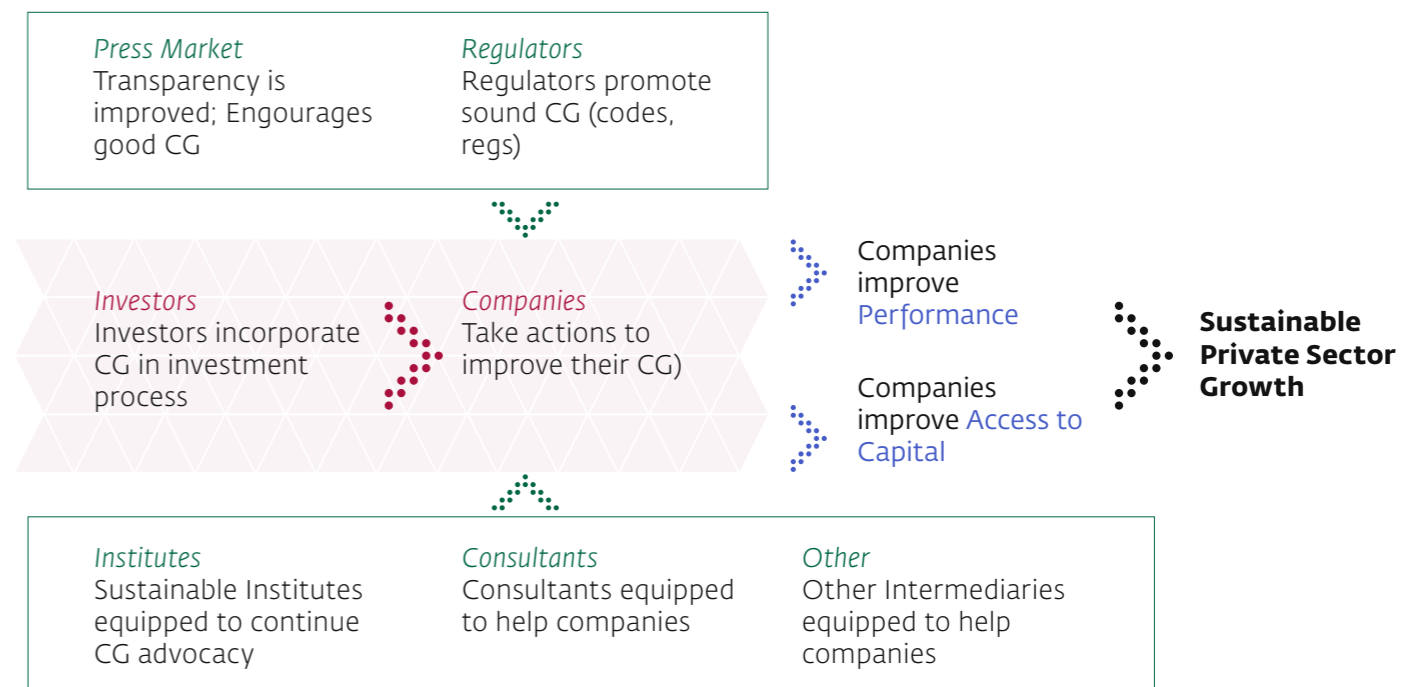 Press Market
Transparency is
improved; Engourages
good CG
Regulators
Regulators promote
sound CG (codes,
regs)
Investors
Investors incorporate
CG in investment
process
Companies
Take actions to
improve their CG)
Companies
improve
Performance
Companies
improve Access to
Capital
Sustainable
Private Sector
Growth
Institutes
Sustainable Institutes
equipped to continue
CG advocacy
Consultants
Consultants equipped
to help companies
Other
Other Intermediaries
equipped to help
companies